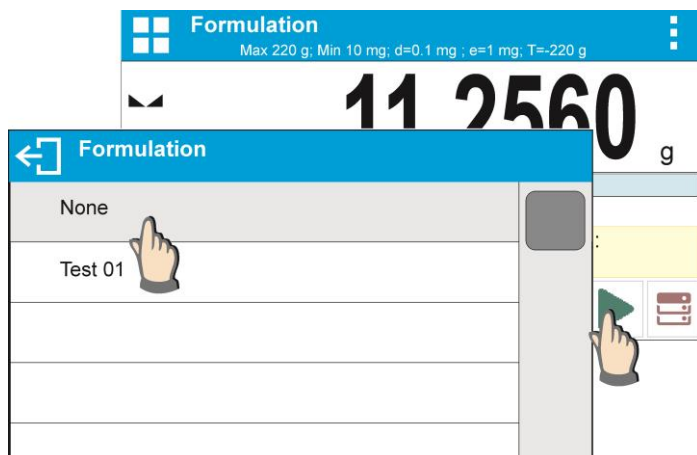 Formulation
Max 220 g; Min 10 mg; d=0.1 mg ; e=1 mg; T=-220 g
11.2560
g
Formulation
None
Test 01
: